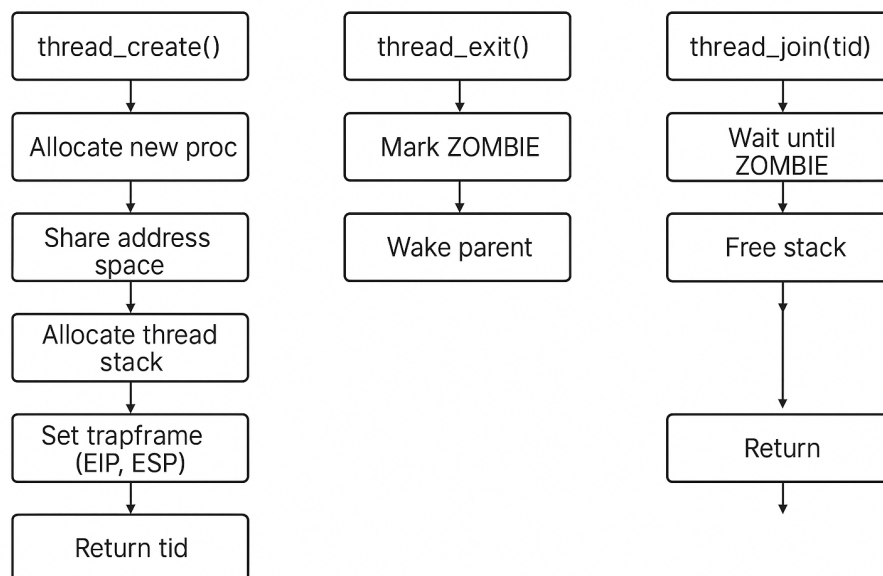 thread_create()
Allocate new proc
Share address
space
Allocate thread
stack
Set trapframe
(EIP, ESP)
Return tid
thread_exit()
Mark ZOMBIE
Wake parent
thread_join(tid)
Wait until
ZOMBIE
Free stack
Return